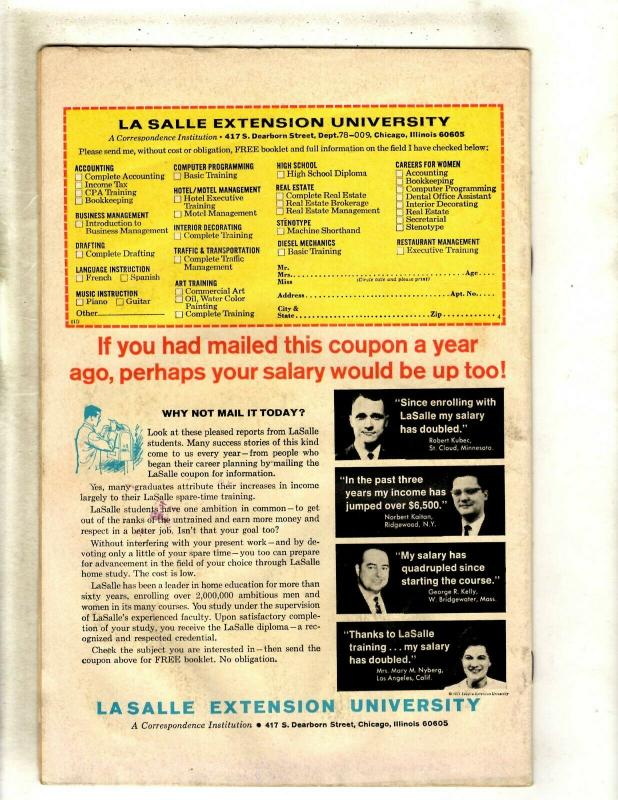 LA SALLE EXTENSION UNIVERSITY
A Correspondence Institution • 417 S. Dearborn Street, Dept. 78-009, Chicago, Illinois 60605
Please send me, without cost or obligation, FREE booklet and full information on the field I have checked below:
ACCOUNTING
Complete Accounting
Income Tax
CPA Training
Bookkeeping
BUSINESS MANAGEMENT
Introduction to
Business Management
DRAFTING
Complete Drafting
LANGUAGE INSTRUCTION
French Spanish
MUSIC INSTRUCTION
Piano Guitar
Other
COMPUTER PROGRAMMING
Basic Training
HOTEL/MOTEL MANAGEMENT
Hotel Executive
Training
Motel Management
INTERIOR DECORATING
Complete Training
TRAFFIC & TRANSPORTATION
Complete Traffic
Management
ART TRAINING
Commercial Art
Oil, Water Color
Painting
Complete Training
HIGH SCHOOL
High School Diploma
REAL ESTATE
Complete Real Estate
Real Estate Brokerage
Real Estate Management
STENOTYPE
Machine Shorthand
DIESEL MECHANICS
Basic Training
CAREERS FOR WOMEN
Accounting
Bookkeeping
Computer Programming
Dental Office Assistant
Interior Decorating
Real Estate
Secretarial
Stenotype
RESTAURANT MANAGEMENT
Executive Training
Mr.
Mrs. Age
Miss (Circle title and please print)
Address Apt. No.
City &
State Zip
4
If you had mailed this coupon a year
ago, perhaps your salary would be up too!
WHY NOT MAIL IT TODAY?
Look at these pleased reports from LaSalle
students. Many success stories of this kind
come to us every year—from people who
began their career planning by mailing the
LaSalle coupon for information.
Yes, many graduates attribute their increases in income
largely to their LaSalle spare-time training.
LaSalle students have one ambition in common—to get
out of the ranks of the untrained and earn more money and
respect in a better job. Isn't that your goal too?
Without interfering with your present work—and by de-
voting only a little of your spare time—you too can prepare
for advancement in the field of your choice through LaSalle
home study. The cost is low.
LaSalle has been a leader in home education for more than
sixty years, enrolling over 2,000,000 ambitious men and
women in its many courses. You study under the supervision
of LaSalle's experienced faculty. Upon satisfactory comple-
tion of your study, you receive the LaSalle diploma—a rec-
ognized and respected credential.
Check the subject you are interested in—then send the
coupon above for FREE booklet. No obligation.
"Since enrolling with
LaSalle my salary
has doubled."
Robert Kubec,
St. Cloud, Minnesota.
"In the past three
years my income has
jumped over $6,500."
Norbert Kaitan,
Ridgewood, N.Y.
"My salary has
quadrupled since
starting the course."
George R. Kelly,
W. Bridgewater, Mass.
"Thanks to LaSalle
training...my salary
has doubled."
Mrs. Mary M. Nyberg,
Los Angeles, Calif.
LA SALLE EXTENSION UNIVERSITY
A Correspondence Institution • 417 S. Dearborn Street, Chicago, Illinois 60605